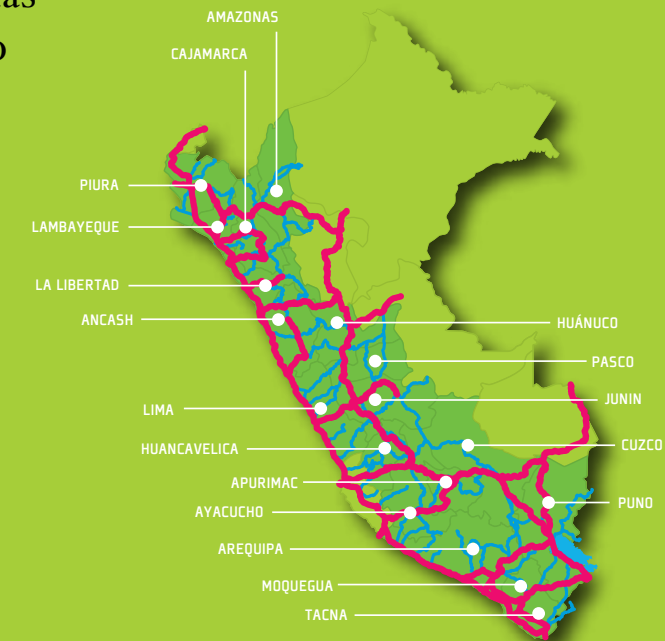 AMAZONAS
CAJAMARCA
PIURA
LAMBAYEQUE
LA LIBERTAD
ANCASH
HUÁNUCO
PASCO
LIMA
JUNIN
HUANCAVELICA
CUZCO
APURIMAC
AYACUCHO
PUNO
AREQUIPA
MOQUEGUA
TACNA